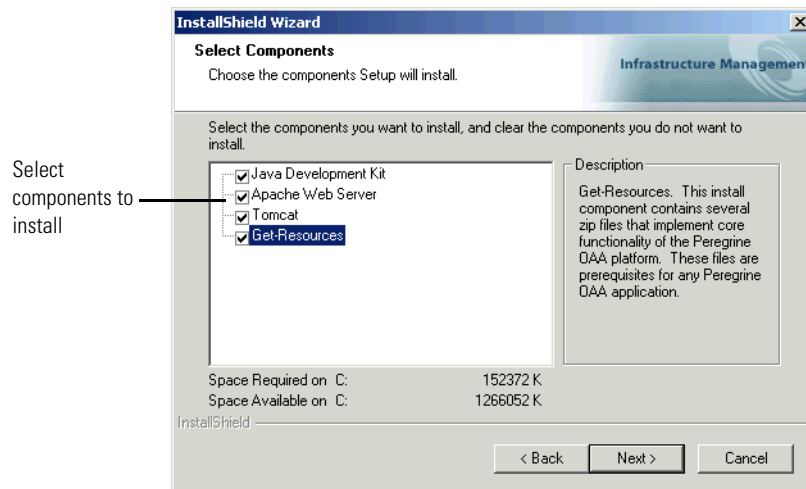 InstallShield Wizard
Select Components
Choose the components Setup will install.
Infrastructure Management
Select the components you want to install, and clear the components you do not want to
install.
Select
components to
install
Java Development Kit
Apache Web Server
Tomcat
Get-Resources
Description
Get-Resources. This install
component contains several
zip files that implement core
functionality of the Peregrine
OAA platform. These files are
prerequisites for any Peregrine
OAA application.
Space Required on C: 152372 K
Space Available on C: 1266052 K
InstallShield
< Back
Next >
Cancel